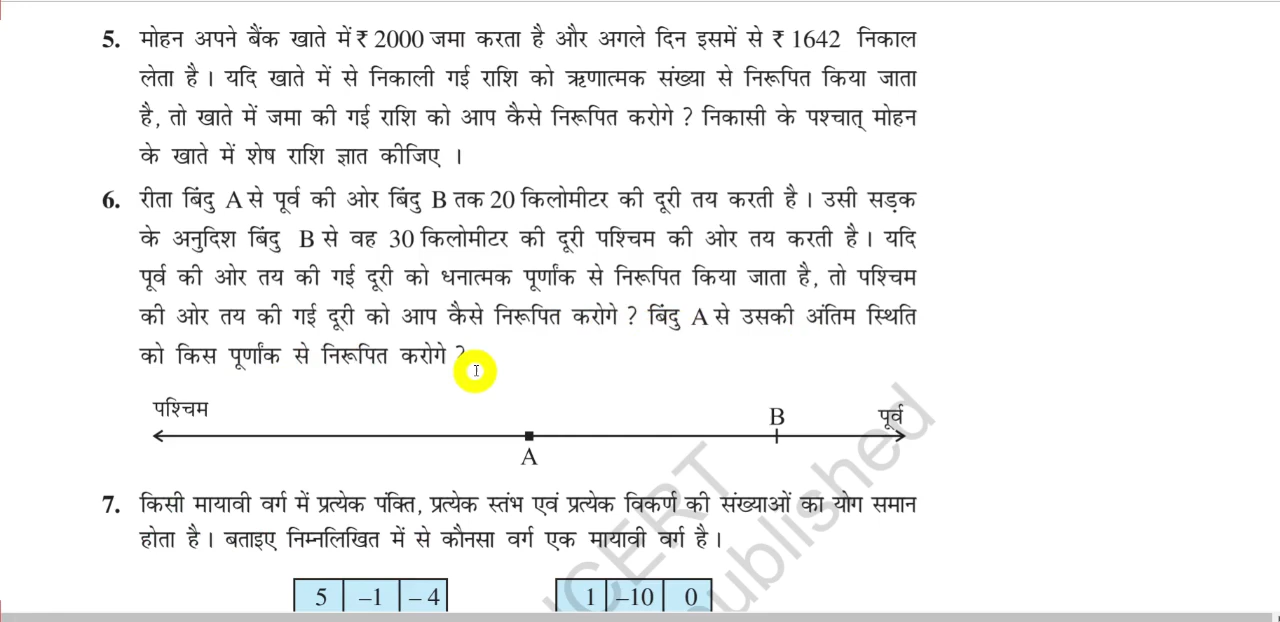 5. मोहन अपने बैंक खाते में ₹ 2000 जमा करता है और अगले दिन इसमें से ₹ 1642 निकाल
लेता है। यदि खाते में से निकाली गई राशि को ऋणात्मक संख्या से निरूपित किया जाता
है, तो खाते में जमा की गई राशि को आप कैसे निरूपित करोगे ? निकासी के पश्चात् मोहन
के खाते में शेष राशि ज्ञात कीजिए ।
6. रीता बिंदु A से पूर्व की ओर बिंदु B तक 20 किलोमीटर की दूरी तय करती है। उसी सड़क
के अनुदिश बिंदु B से वह 30 किलोमीटर की दूरी पश्चिम की ओर तय करती है। यदि
पूर्व की ओर तय की गई दूरी को धनात्मक पूर्णांक से निरूपित किया जाता है, तो पश्चिम
की ओर तय की गई दूरी को आप कैसे निरूपित करोगे ? बिंदु A से उसकी अंतिम स्थिति
को किस पूर्णांक से निरूपित करोगे ?
पश्चिम B पूर्व
A
7. किसी मायावी वर्ग में प्रत्येक पंक्ति, प्रत्येक स्तंभ एवं प्रत्येक विकर्ण की संख्याओं का योग समान
होता है। बताइए निम्नलिखित में से कौनसा वर्ग एक मायावी वर्ग है।
5 –1 – 4 1 –10 0
NCERT
ublished